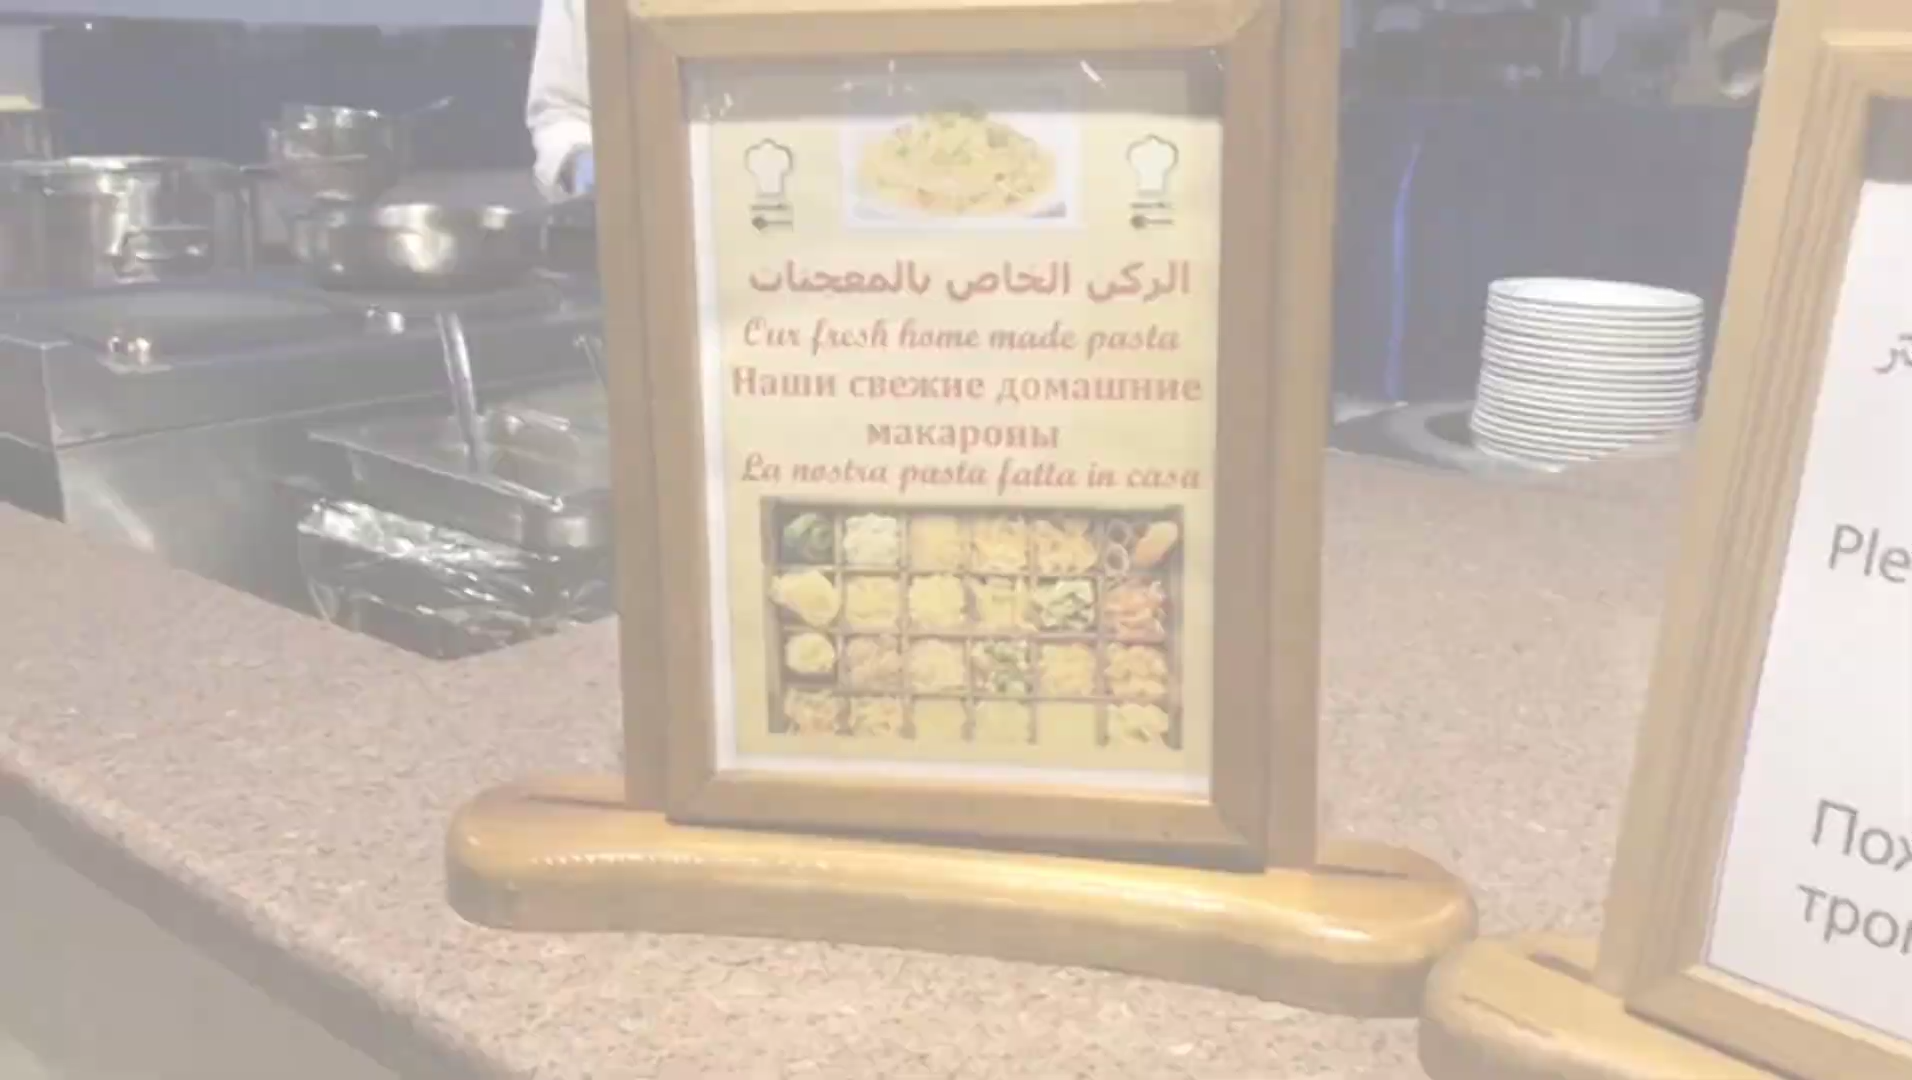 الركن الخاص بالمعجنات
Our fresh home made pasta
Наши свежие домашние
макароны
La nostra pasta fatta in casa